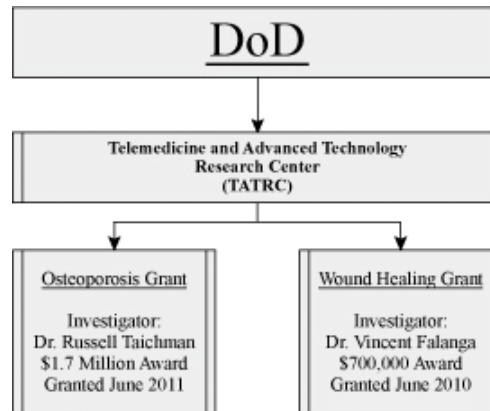 DoD
Telemedicine and Advanced Technology
Research Center
(TATRC)
Osteoporosis Grant
Investigator:
Dr. Russell Taichman
$1.7 Million Award
Granted June 2011
Wound Healing Grant
Investigator:
Dr. Vincent Falanga
$700,000 Award
Granted June 2010